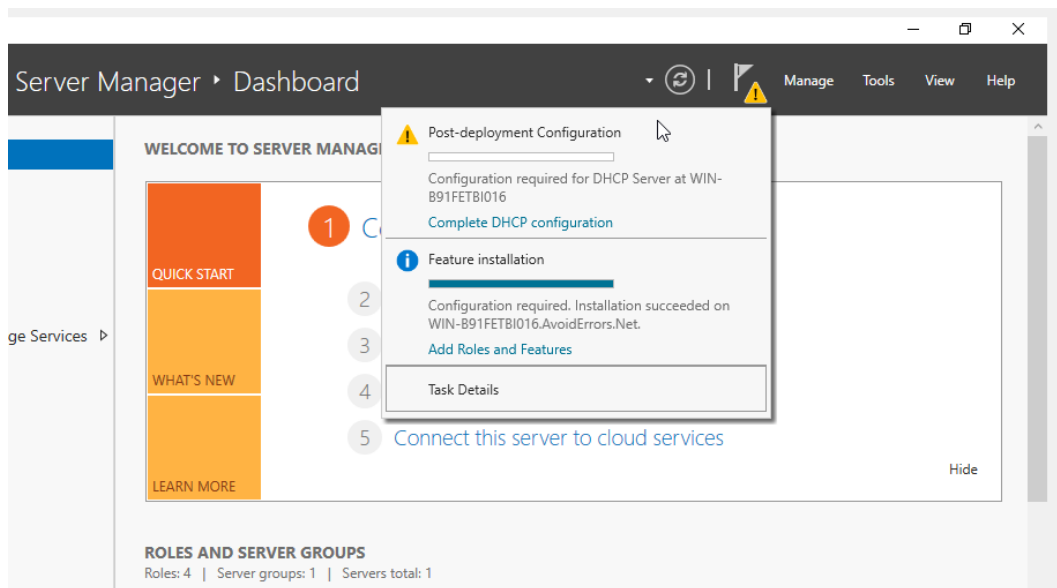 Server Manager ‣ Dashboard
Manage Tools View Help
WELCOME TO SERVER MANAG
Post-deployment Configuration
Configuration required for DHCP Server at WIN-
B91FETBI016
Complete DHCP configuration
Feature installation
Configuration required. Installation succeeded on
WIN-B91FETBI016.AvoidErrors.Net.
Add Roles and Features
Task Details
1
QUICK START
2
3
ge Services
WHAT'S NEW
4
5 Connect this server to cloud services
Hide
LEARN MORE
ROLES AND SERVER GROUPS
Roles: 4 | Server groups: 1 | Servers total: 1